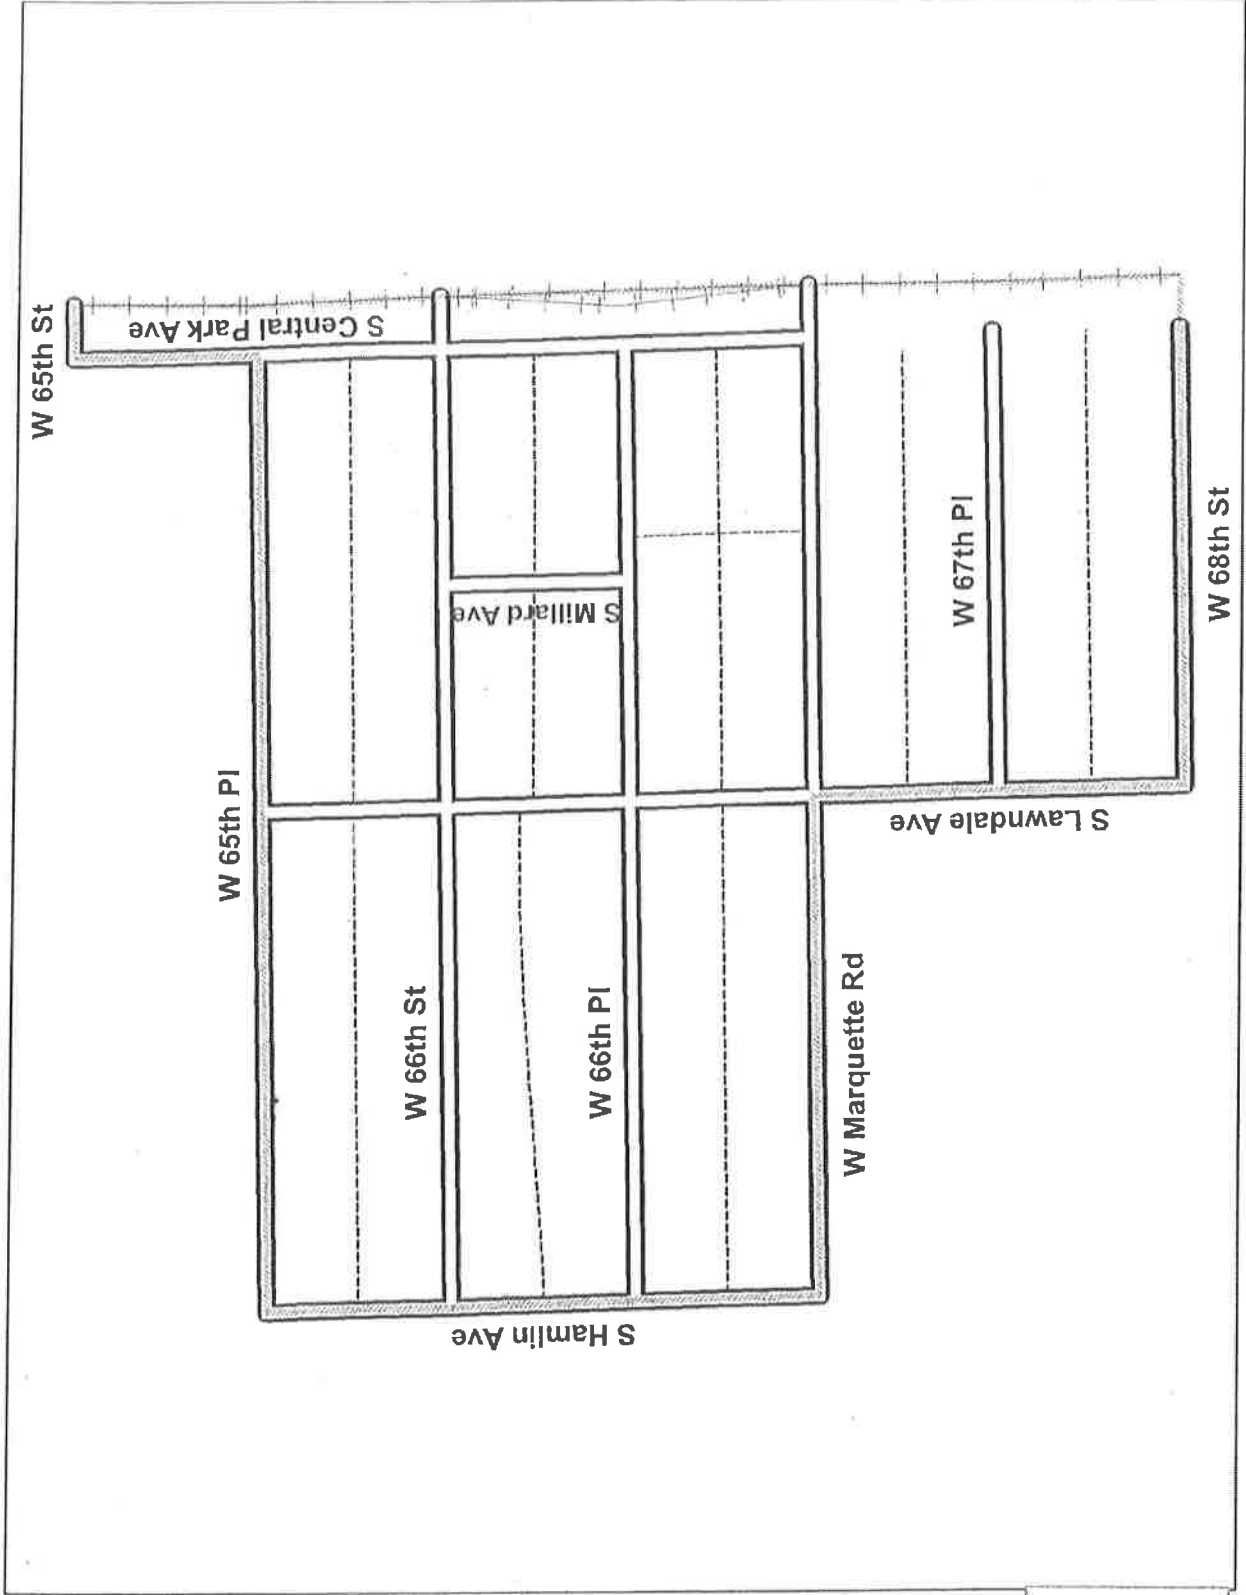 W 65th St
S Central Park Ave
W 65th Pl
S Millard Ave
W 66th St
W 66th Pl
W 67th Pl
W Marquette Rd
S Lawndale Ave
W 68th St
S Hamlin Ave